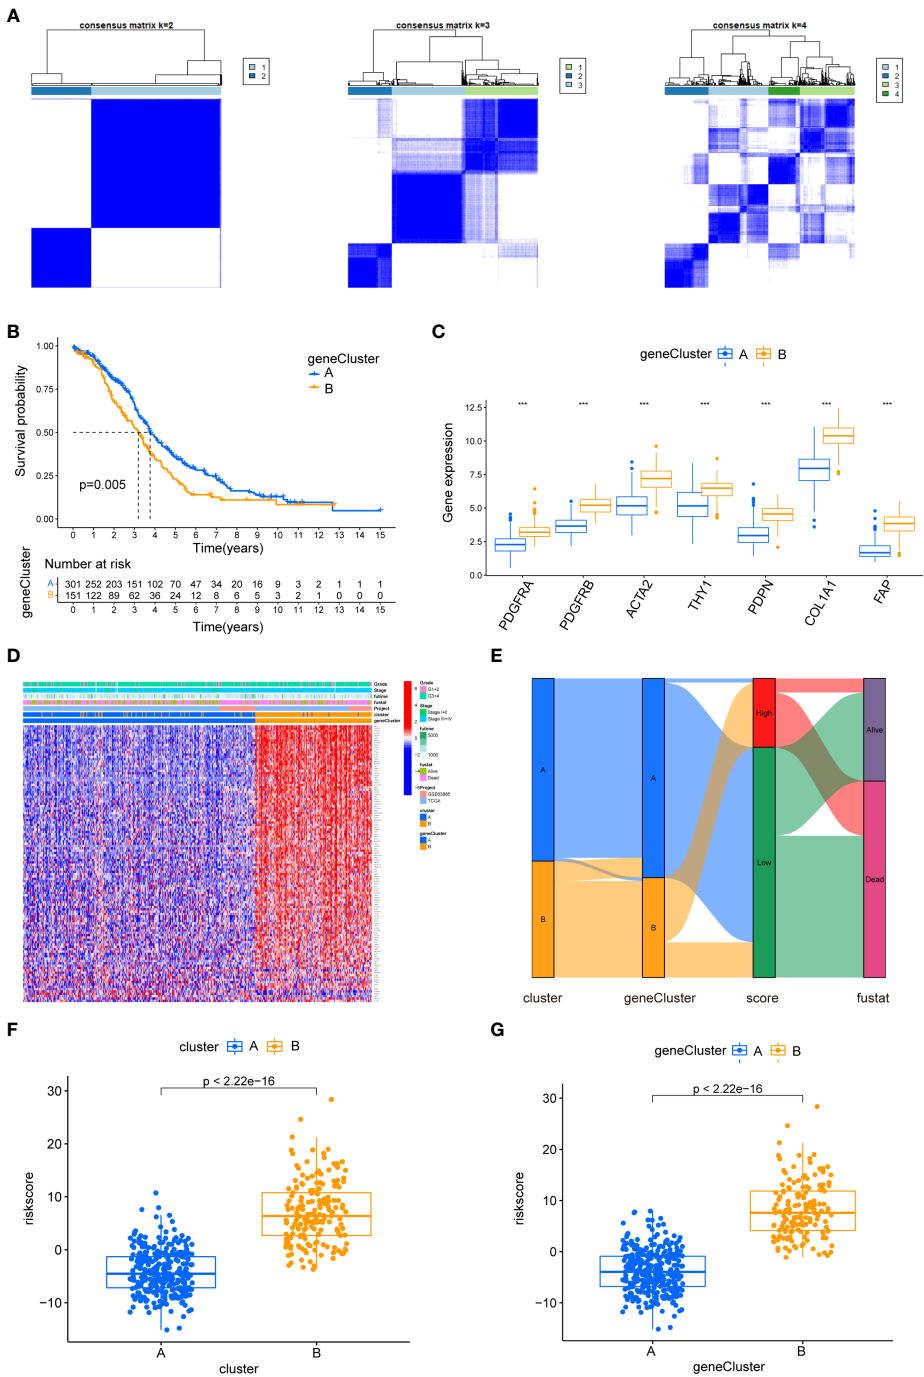 A
consensus matrix k=2
1
2
consensus matrix k=3
1
2
3
consensus matrix k=4
1
2
3
4
B
geneCluster
A
B
Survival probability
1.00
0.75
0.50
0.25
0.00
p=0.005
0 1 2 3 4 5 6 7 8 9 10 11 12 13 14 15
Time(years)
Number at risk
geneCluster
A 301 252 203 151 102 70 47 34 20 16 9 3 2 1 1 1
B 151 122 89 62 36 24 12 8 6 5 3 2 1 0 0 0
0 1 2 3 4 5 6 7 8 9 10 11 12 13 14 15
Time(years)
C
geneCluster A B
Gene expression
12.5
10.0
7.5
5.0
2.5
0.0
*** *** *** *** *** *** ***
PDGFRA PDGFRB ACTA2 THY1 PDPN COL1A1 FAP
D
Grade
Stage
futime
fustat
Project
cluster
geneCluster
6
4
2
0
−2
Grade
G1+2
G3+4
Stage
Stage I+II
Stage III+IV
futime
5000
1000
fustat
Alive
Dead
Project
GSE53885
TCGA
cluster
A
B
geneCluster
A
B
E
A
B
A
B
High
Low
Alive
Dead
cluster geneCluster score fustat
F
cluster A B
p < 2.22e−16
riskscore
30
20
10
0
−10
A B
cluster
G
geneCluster A B
p < 2.22e−16
riskscore
30
20
10
0
−10
A B
geneCluster